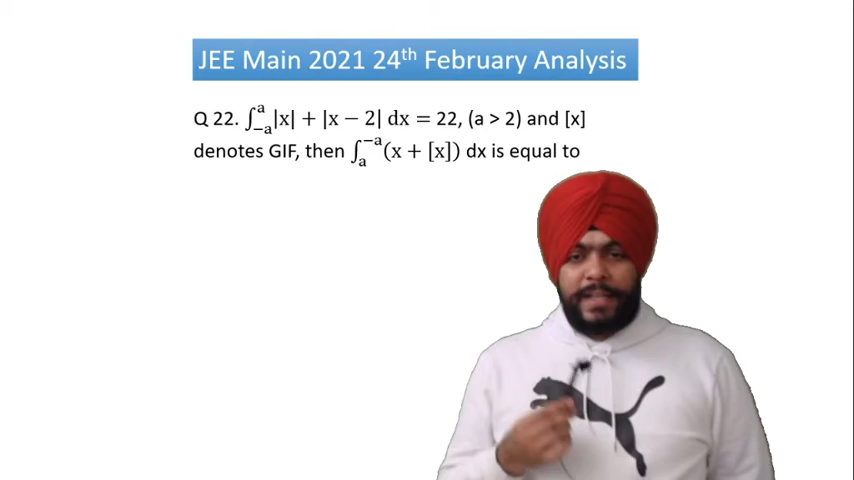 JEE Main 2021 24th February Analysis
Q 22. ∫₋ₐᵃ |x| + |x − 2| dx = 22, (a > 2) and [x]
denotes GIF, then ∫ₐ⁻ᵃ (x + [x]) dx is equal to